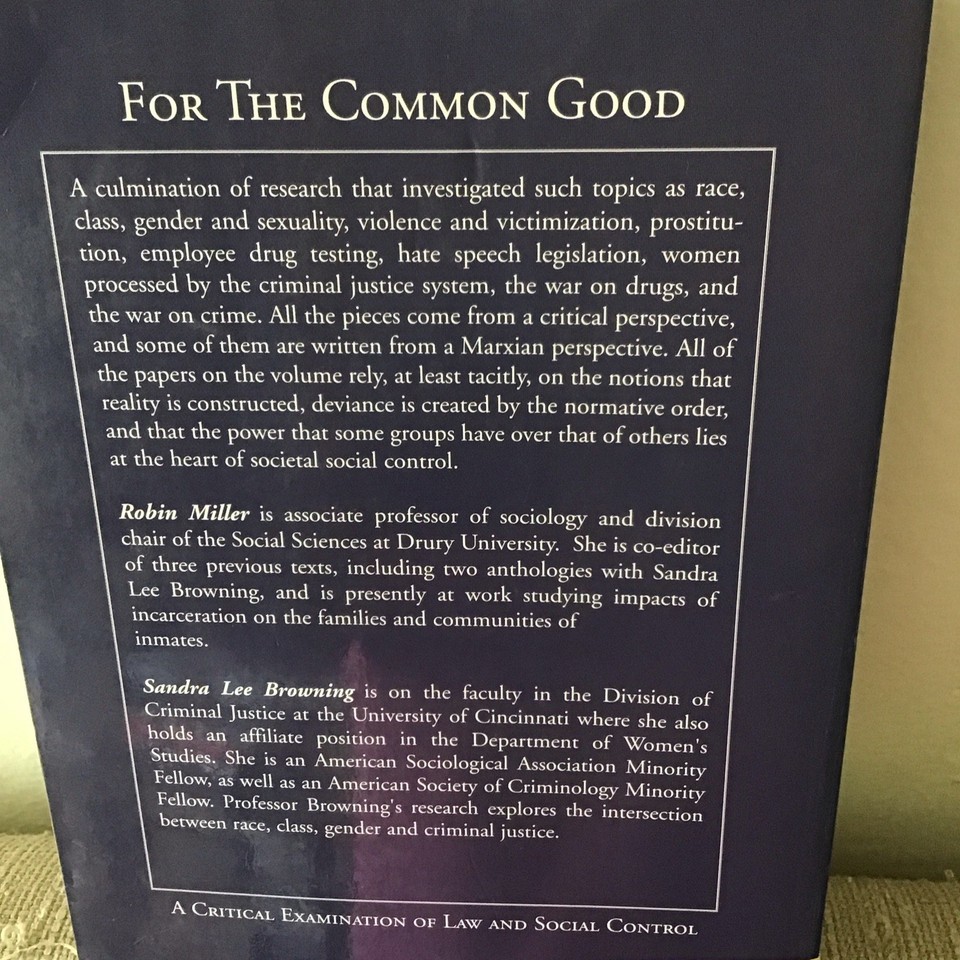 FOR THE COMMON GOOD
A culmination of research that investigated such topics as race,
class, gender and sexuality, violence and victimization, prostitu-
tion, employee drug testing, hate speech legislation, women
processed by the criminal justice system, the war on drugs, and
the war on crime. All the pieces come from a critical perspective,
and some of them are written from a Marxian perspective. All of
the papers on the volume rely, at least tacitly, on the notions that
reality is constructed, deviance is created by the normative order,
and that the power that some groups have over that of others lies
at the heart of societal social control.
Robin Miller is associate professor of sociology and division
chair of the Social Sciences at Drury University. She is co-editor
of three previous texts, including two anthologies with Sandra
Lee Browning, and is presently at work studying impacts of
incarceration on the families and communities of
inmates.
Sandra Lee Browning is on the faculty in the Division of
Criminal Justice at the University of Cincinnati where she also
holds an affiliate position in the Department of Women's
Studies. She is an American Sociological Association Minority
Fellow, as well as an American Society of Criminology Minority
Fellow. Professor Browning's research explores the intersection
between race, class, gender and criminal justice.
A CRITICAL EXAMINATION OF LAW AND SOCIAL CONTROL